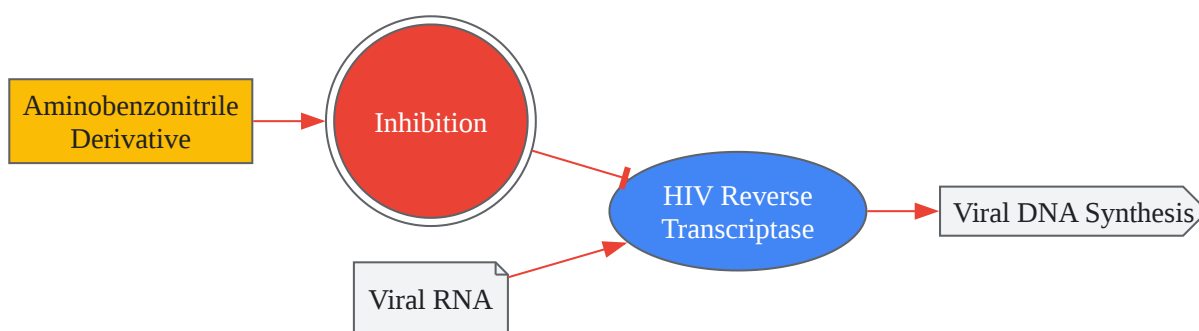 Aminobenzonitrile
Derivative
Inhibition
HIV Reverse
Transcriptase
Viral DNA Synthesis
Viral RNA